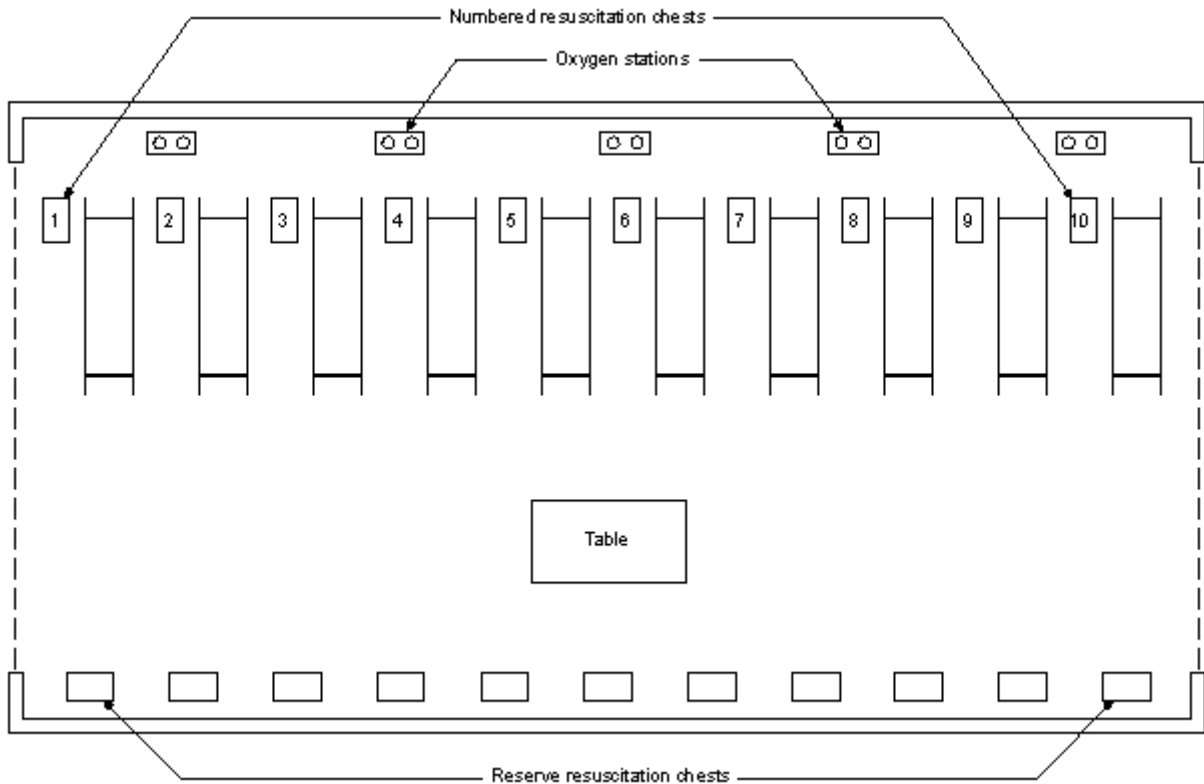 Numbered resuscitation chests
Oxygen stations
1 2 3 4 5 6 7 8 9 10
Table
Reserve resuscitation chests